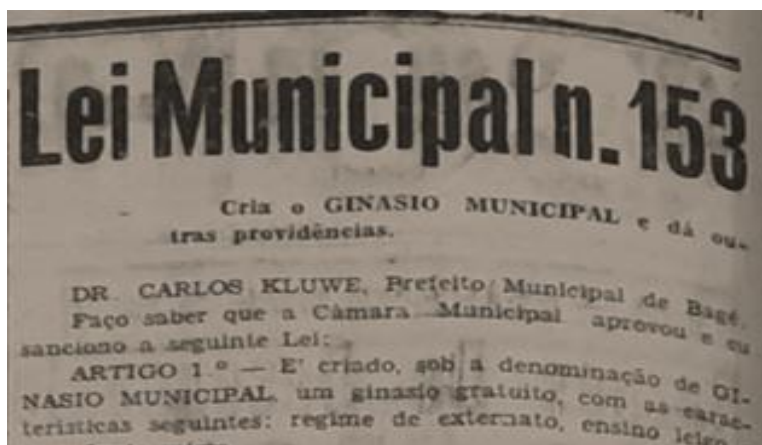 Lei Municipal n. 153
Cria o GINASIO MUNICIPAL e dá ou-
tras providências.
DR. CARLOS KLUWE, Prefeito Municipal de Bagé.
Faço saber que a Câmara Municipal aprovou e eu
sanciono a seguinte Lei:
ARTIGO 1.º — E' criado, sob a denominação de GI-
NASIO MUNICIPAL, um ginasio gratuito, com as carac-
teristicas seguintes: regime de externato, ensino